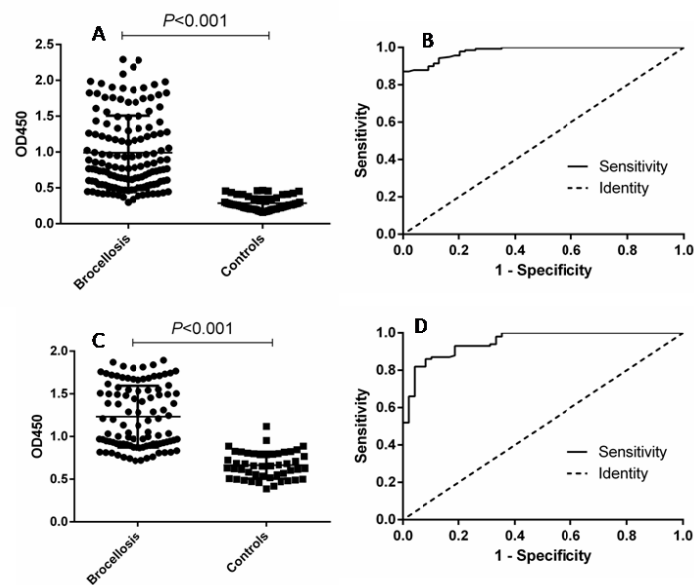 A
P<0.001
2.5
2.0
1.5
1.0
0.5
0.0
OD450
Brocellosis
Controls
B
1.0
0.8
0.6
0.4
0.2
0.0
Sensitivity
Sensitivity
Identity
0.0
0.2
0.4
0.6
0.8
1.0
1 - Specificity
C
P<0.001
2.0
1.5
1.0
0.5
0.0
OD450
Brocellosis
Controls
D
1.0
0.8
0.6
0.4
0.2
0.0
Sensitivity
Sensitivity
Identity
0.0
0.2
0.4
0.6
0.8
1.0
1 - Specificity